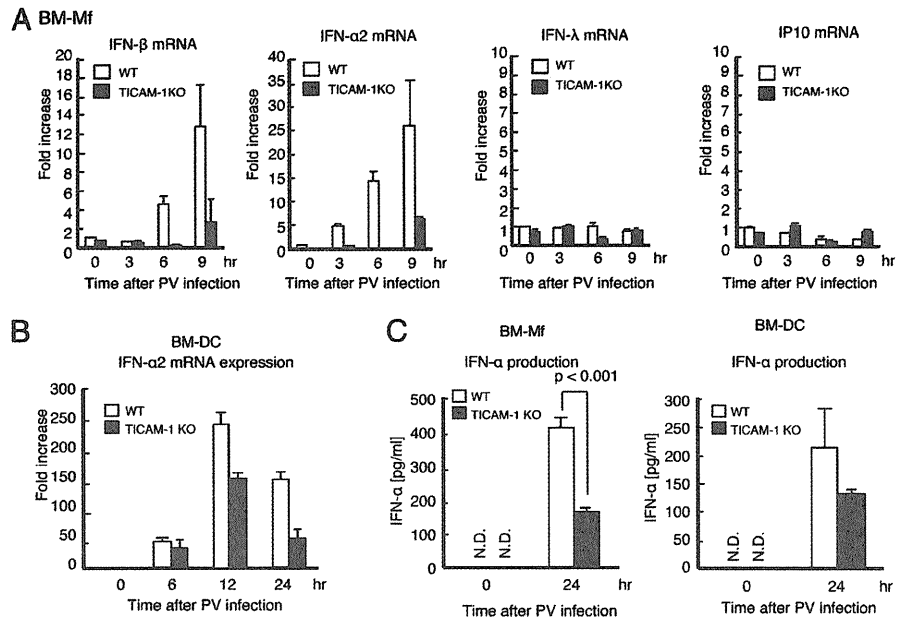 A BM-Mf
IFN-β mRNA
Fold increase
20
18
16
14
12
10
8
6
4
2
0
WT
TICAM-1KO
0 3 6 9 hr
Time after PV infection
IFN-α2 mRNA
Fold increase
40
35
30
25
20
15
10
5
0
WT
TICAM-1KO
0 3 6 9 hr
Time after PV infection
IFN-λ mRNA
Fold increase
10
9
8
7
6
5
4
3
2
1
0
WT
TICAM-1KO
0 3 6 9 hr
Time after PV infection
IP10 mRNA
Fold increase
10
9
8
7
6
5
4
3
2
1
0
WT
TICAM-1KO
0 3 6 9 hr
Time after PV infection
B
BM-DC
IFN-α2 mRNA expression
Fold increase
300
250
200
150
150
50
0
WT
TICAM-1 KO
0 6 12 24 hr
Time after PV infection
C
BM-Mf
IFN-α production
p < 0.001
IFN-α [pg/ml]
500
400
300
200
100
0
WT
TICAM-1 KO
N.D.
N.D.
0 24 hr
Time after PV infection
BM-DC
IFN-α production
IFN-α [pg/ml]
300
250
200
150
100
50
0
WT
TICAM-1 KO
N.D.
N.D.
0 24 hr
Time after PV infection